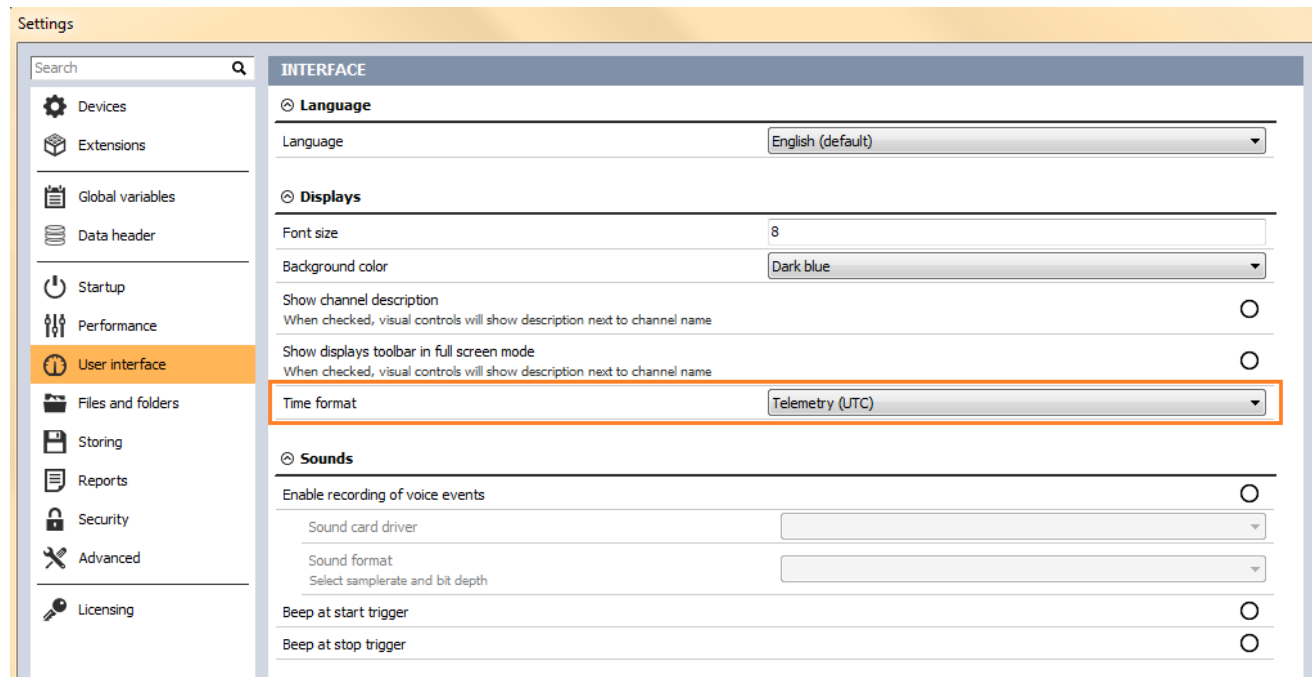 Settings
Search
Devices
Extensions
Global variables
Data header
Startup
Performance
User interface
Files and folders
Storing
Reports
Security
Advanced
Licensing
INTERFACE
Language
Language English (default)
Displays
Font size 8
Background color Dark blue
Show channel description
When checked, visual controls will show description next to channel name
Show displays toolbar in full screen mode
When checked, visual controls will show description next to channel name
Time format Telemetry (UTC)
Sounds
Enable recording of voice events
Sound card driver
Sound format
Select samplerate and bit depth
Beep at start trigger
Beep at stop trigger